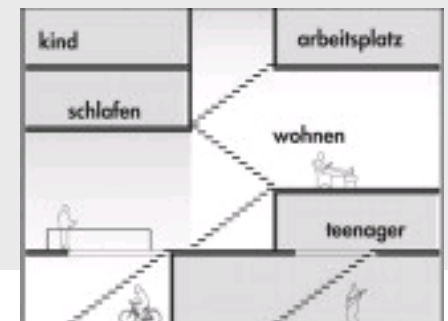 kind
arbeitsplatz
schlafen
wohnen
teenager